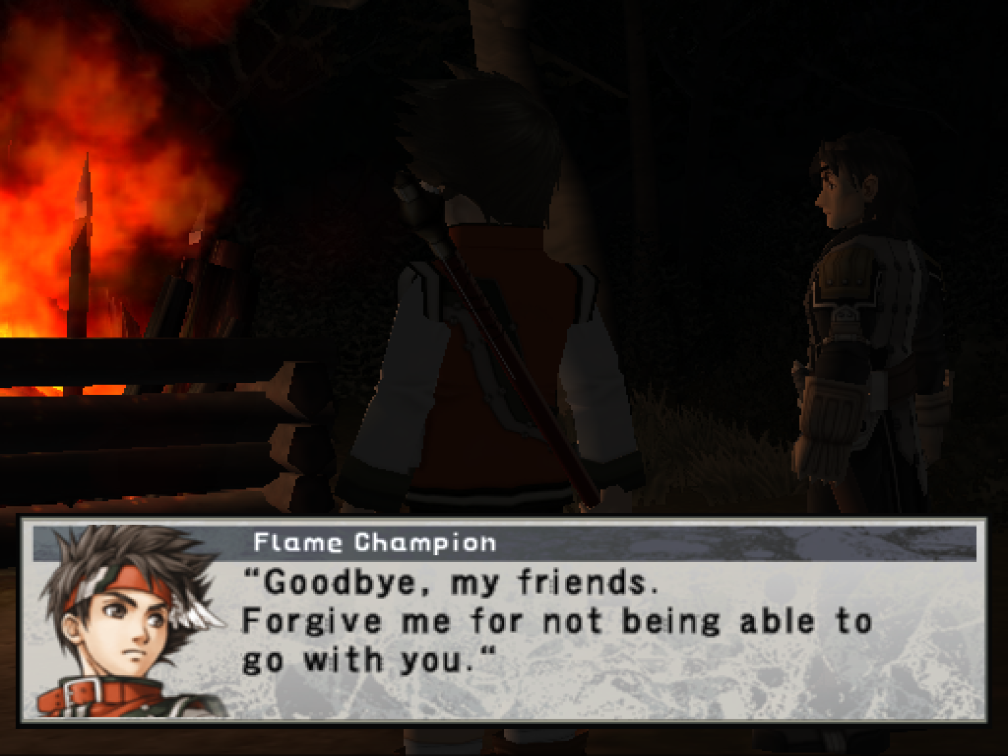 Flame Champion
“Goodbye, my friends.
Forgive me for not being able to
go with you.“